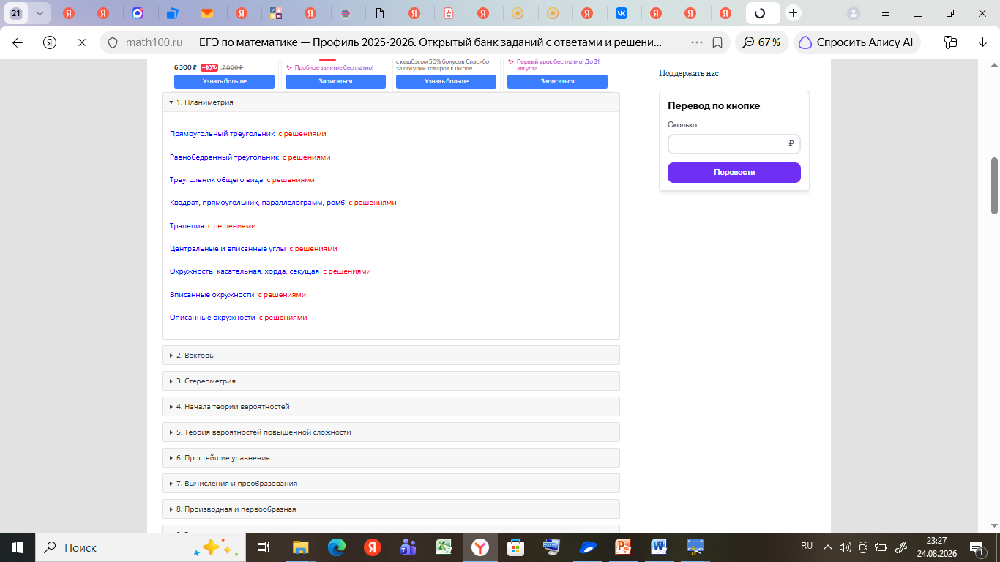 21
math100.ru ЕГЭ по математике — Профиль 2025-2026. Открытый банк заданий с ответами и решени... 67 % Спросить Алису AI
6 300 ₽ −10% 7 000 ₽
Пробное занятие бесплатно!
с кешбэком 50% бонусов Спасибо
за покупки товаров к школе
Первый урок бесплатно! До 31
августа
Узнать больше Записаться Узнать больше Записаться
Поддержать нас
Перевод по кнопке
Сколько
₽
Перевести
1. Планиметрия
Прямоугольный треугольник с решениями
Равнобедренный треугольник с решениями
Треугольник общего вида с решениями
Квадрат, прямоугольник, параллелограмм, ромб с решениями
Трапеция с решениями
Центральные и вписанные углы с решениями
Окружность, касательная, хорда, секущая с решениями
Вписанные окружности с решениями
Описанные окружности с решениями
2. Векторы
3. Стереометрия
4. Начала теории вероятностей
5. Теория вероятностей повышенной сложности
6. Простейшие уравнения
7. Вычисления и преобразования
8. Производная и первообразная
Поиск
RU
23:27
24.08.2026
1